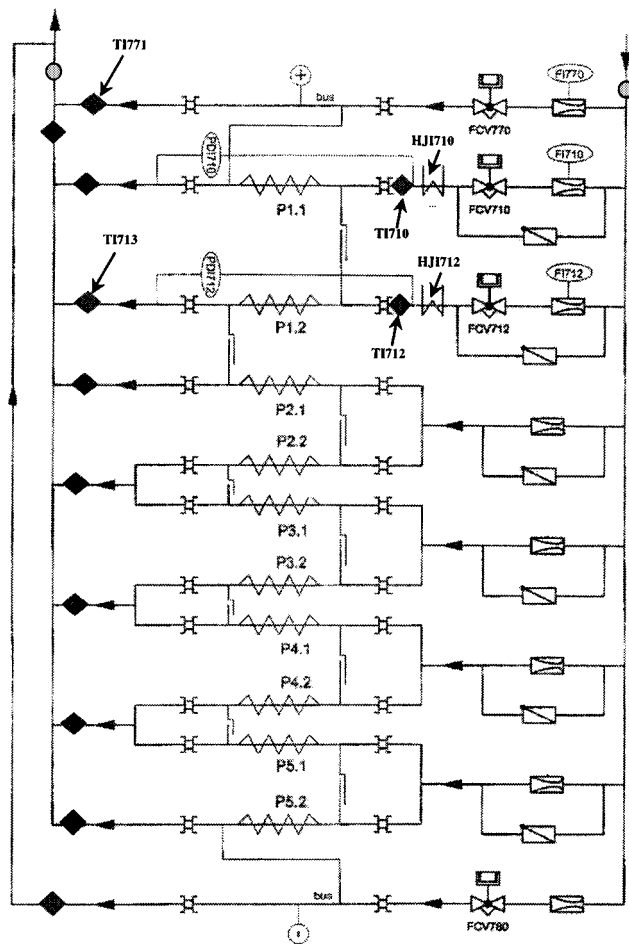 TI771
FI770
bus
FCV770
HJI710
PDI710
FI710
P1.1
TI710
FCV710
TI713
HJI712
PDI712
FI712
P1.2
FCV712
TI712
P2.1
P2.2
P3.1
P3.2
P4.1
P4.2
P5.1
P5.2
bus
FCV780